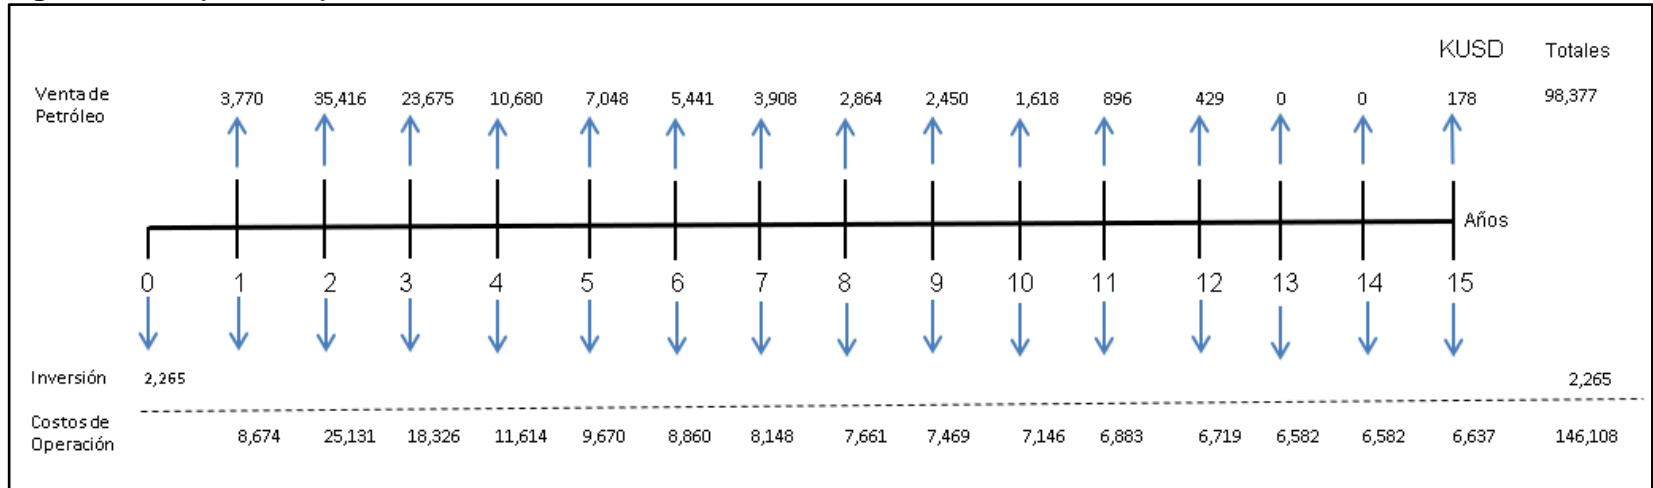 KUSD Totales
Venta de
Petróleo
3,770 35,416 23,675 10,680 7,048 5,441 3,908 2,864 2,450 1,618 896 429 0 0 178 98,377
Años
0 1 2 3 4 5 6 7 8 9 10 11 12 13 14 15
Inversión 2,265 2,265
Costos de
Operación
8,674 25,131 18,326 11,614 9,670 8,860 8,148 7,661 7,469 7,146 6,883 6,719 6,582 6,582 6,637 146,108